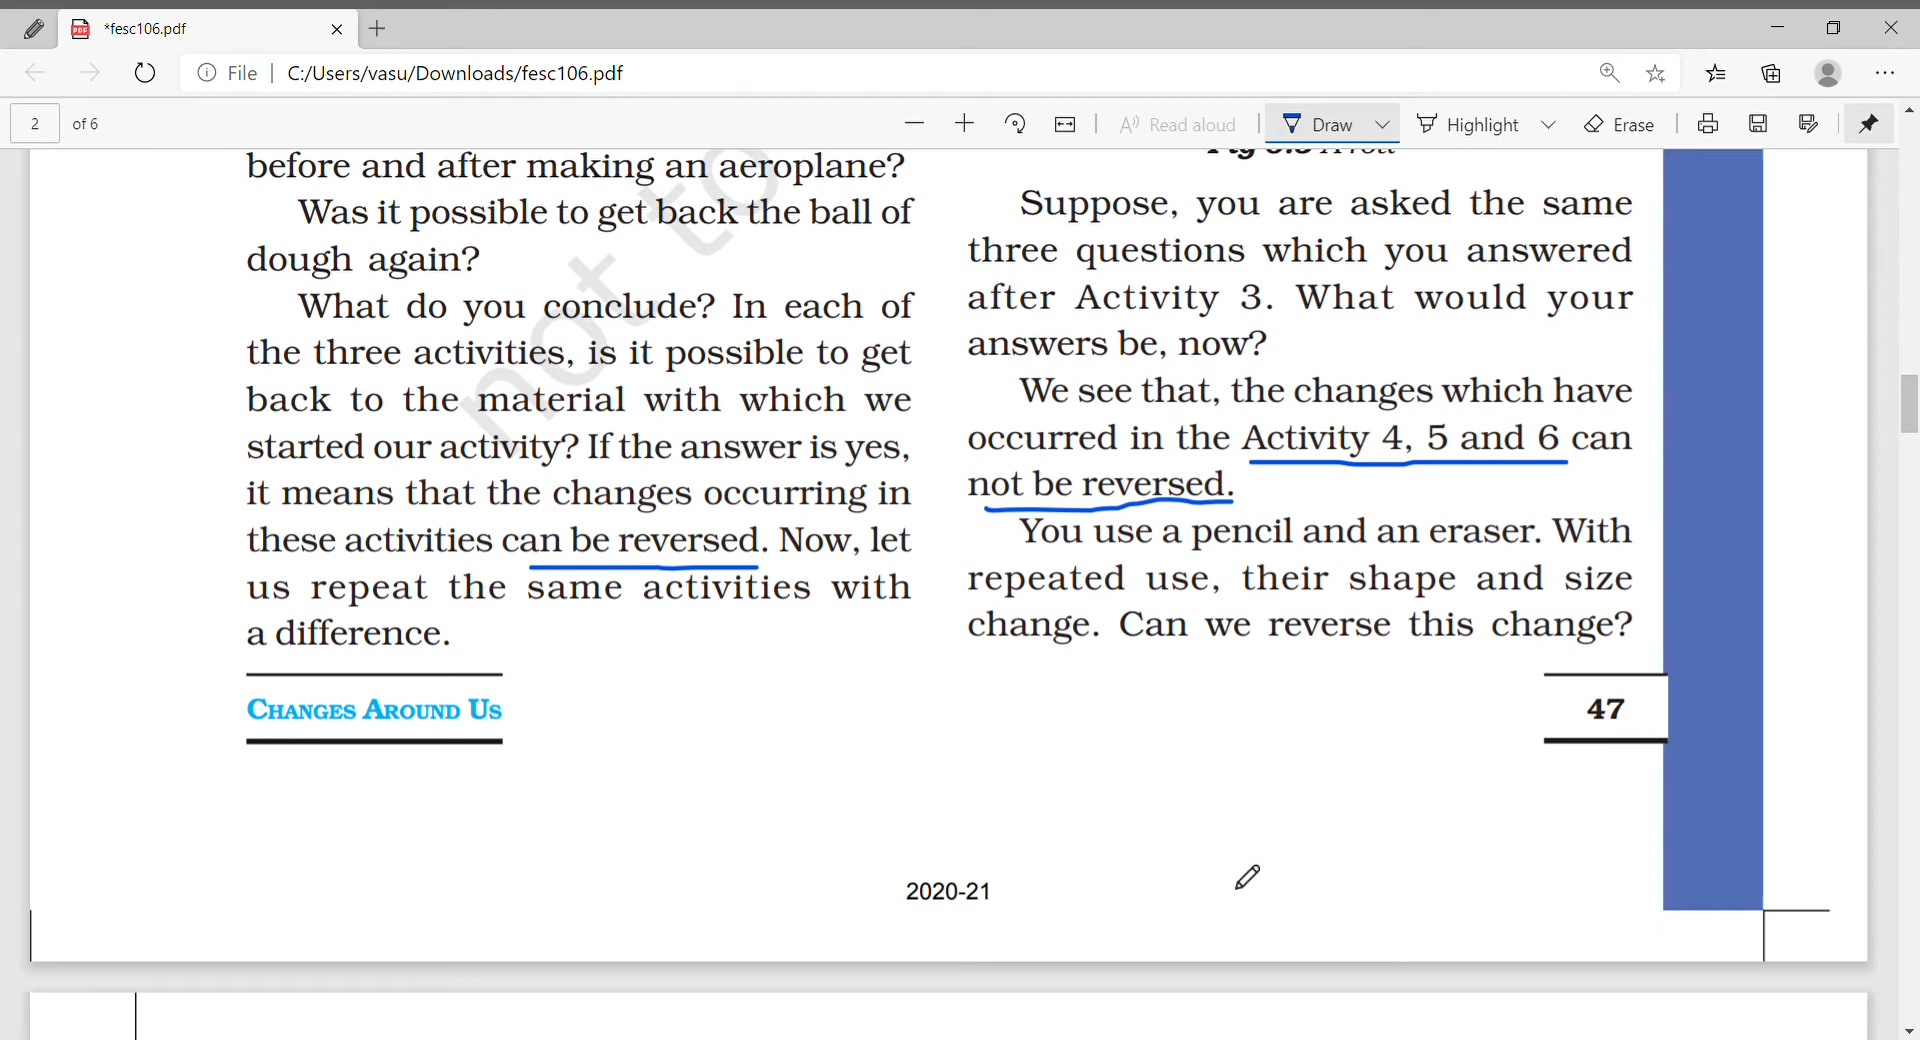 *fesc106.pdf
File | C:/Users/vasu/Downloads/fesc106.pdf
2 of 6
Read aloud
Draw
Highlight
Erase
before and after making an aeroplane?
Was it possible to get back the ball of
dough again?
What do you conclude? In each of
the three activities, is it possible to get
back to the material with which we
started our activity? If the answer is yes,
it means that the changes occurring in
these activities can be reversed. Now, let
us repeat the same activities with
a difference.
not to
Suppose, you are asked the same
three questions which you answered
after Activity 3. What would your
answers be, now?
We see that, the changes which have
occurred in the Activity 4, 5 and 6 can
not be reversed.
You use a pencil and an eraser. With
repeated use, their shape and size
change. Can we reverse this change?
CHANGES AROUND US
47
2020-21